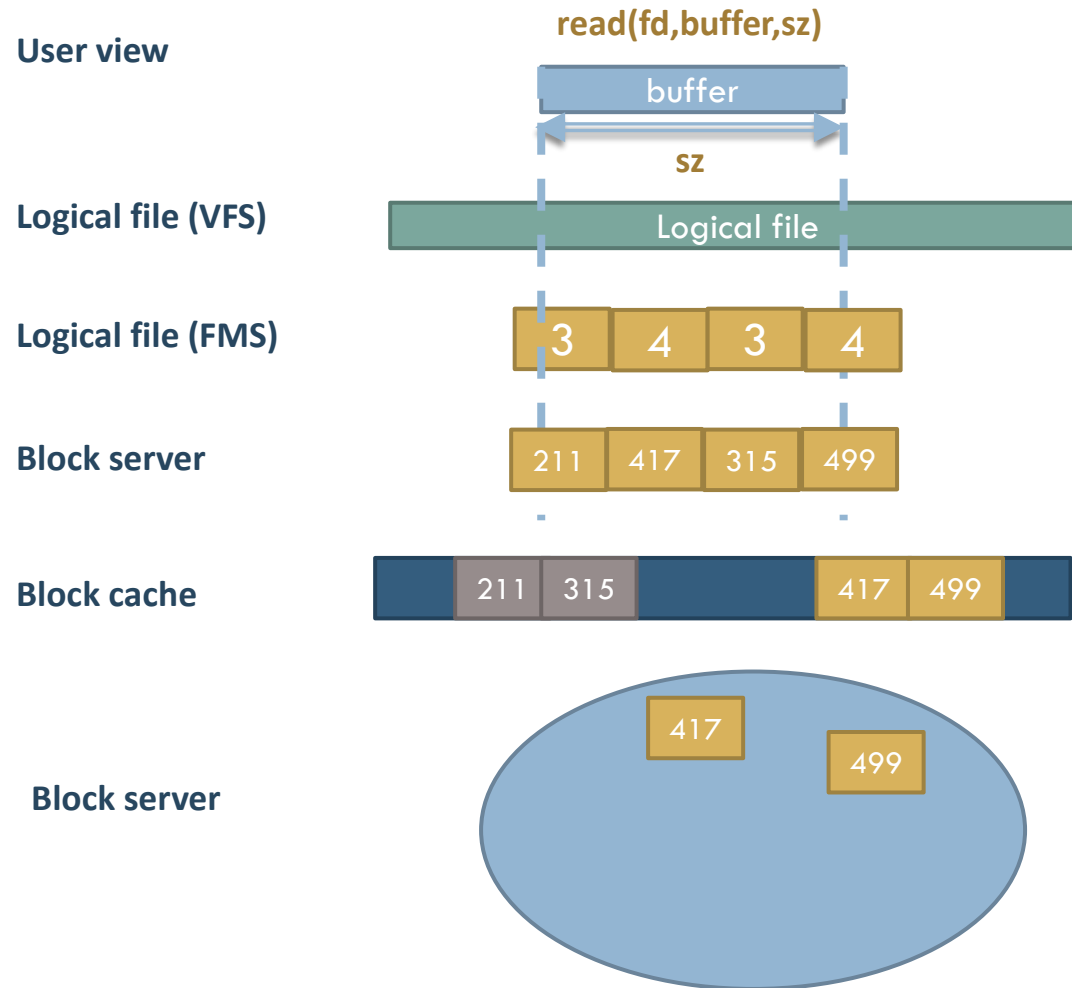 read(fd,buffer,sz)
User view
buffer
sz
Logical file (VFS)
Logical file
Logical file (FMS)
3 4 3 4
Block server
211 417 315 499
Block cache
211 315 417 499
417
499
Block server